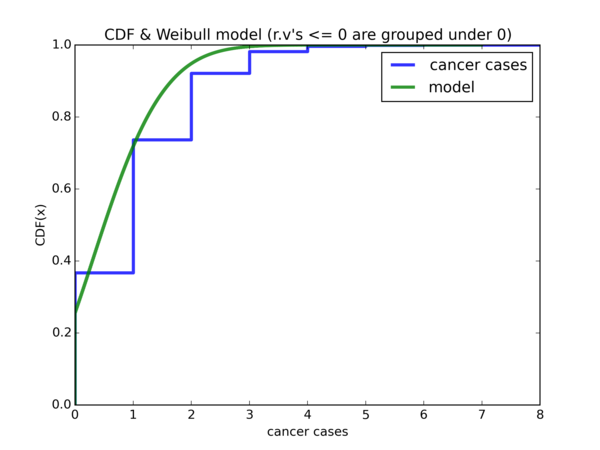 CDF & Weibull model (r.v's <= 0 are grouped under 0)
1.0
0.8
0.6
0.4
0.2
0.0
CDF(x)
cancer cases
model
0 1 2 3 4 5 6 7 8
cancer cases